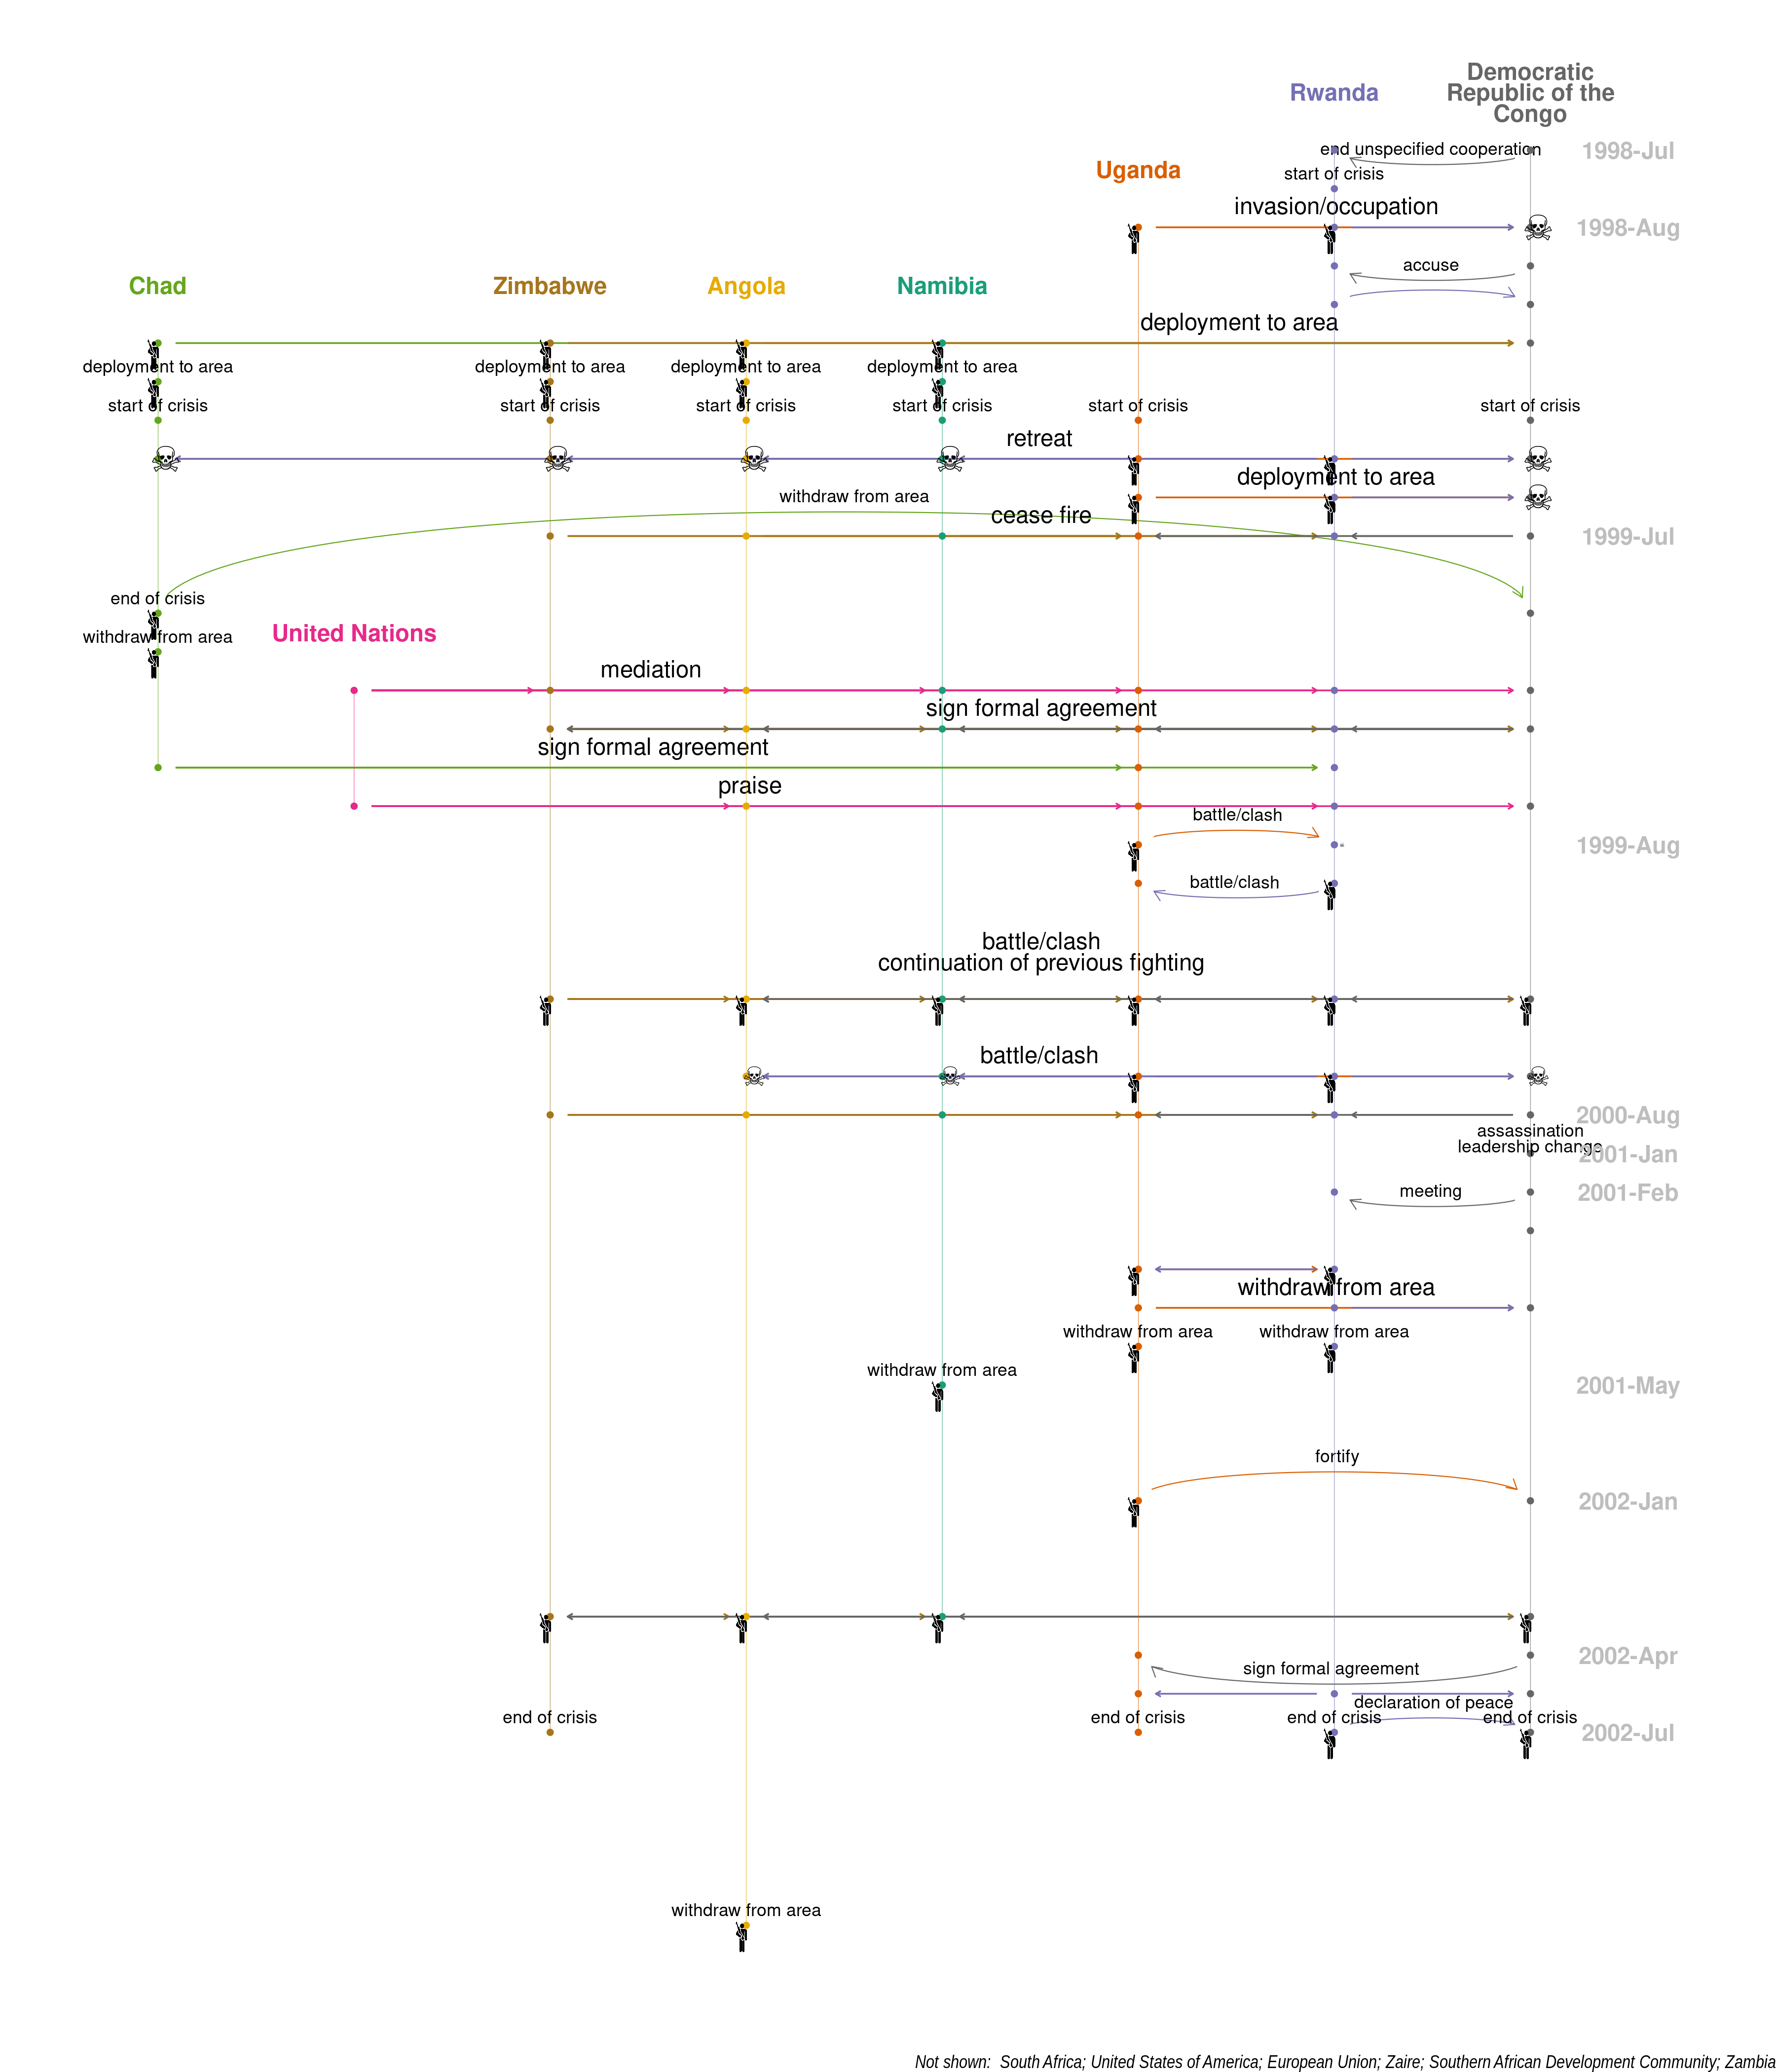 Democratic
Rwanda
Republic of the
Congo
end unspecified cooperation
1998-Jul
Uganda
start of crisis
invasion/occupation
1998-Aug
accuse
Chad
Zimbabwe
Angola
Namibia
deployment to area
deployment to area
deployment to area
deployment to area
deployment to area
start of crisis
start of crisis
start of crisis
start of crisis
start of crisis
start of crisis
retreat
deployment to area
withdraw from area
cease fire
1999-Jul
end of crisis
withdraw from area
United Nations
mediation
sign formal agreement
sign formal agreement
praise
battle/clash
1999-Aug
battle/clash
battle/clash
continuation of previous fighting
battle/clash
2000-Aug
assassination
leadership change
2001-Jan
meeting
2001-Feb
withdraw from area
withdraw from area
withdraw from area
withdraw from area
2001-May
fortify
2002-Jan
2002-Apr
sign formal agreement
declaration of peace
end of crisis
end of crisis
end of crisis
end of crisis
2002-Jul
withdraw from area
Not shown: South Africa; United States of America; European Union; Zaire; Southern African Development Community; Zambia